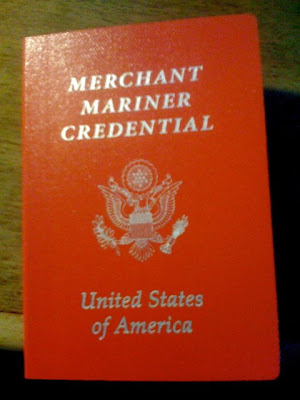 MERCHANT
MARINER
CREDENTIAL
United States
of America